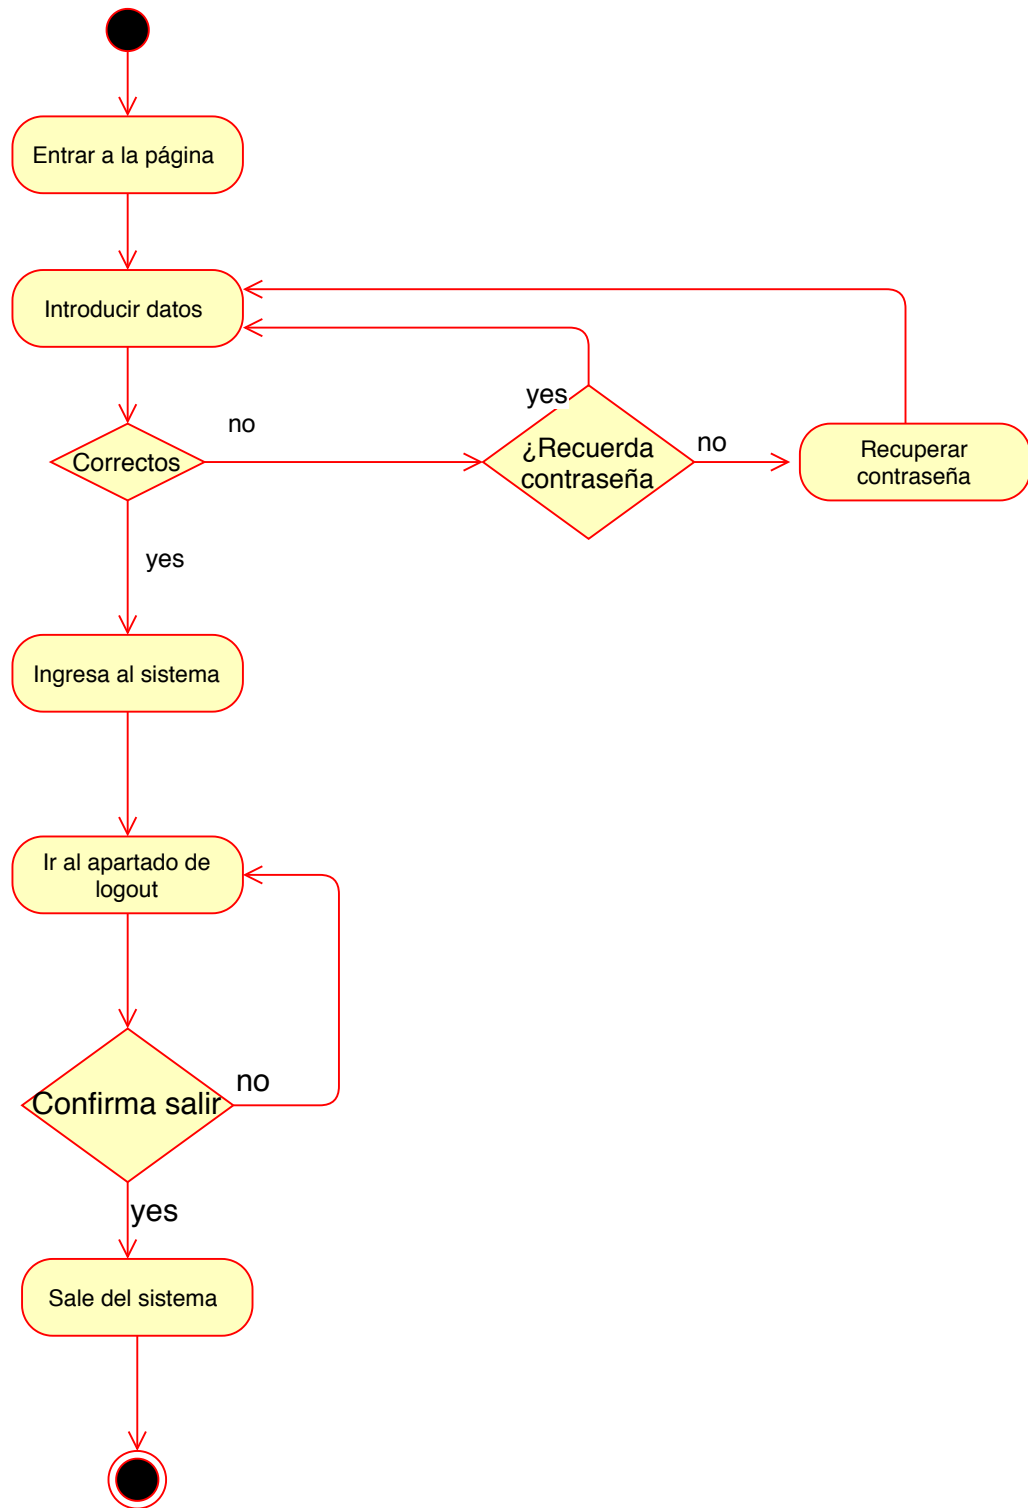 Entrar a la página
Introducir datos
yes
no
Correctos
¿Recuerda
contraseña
no
Recuperar
contraseña
yes
Ingresa al sistema
Ir al apartado de
logout
no
Confirma salir
yes
Sale del sistema